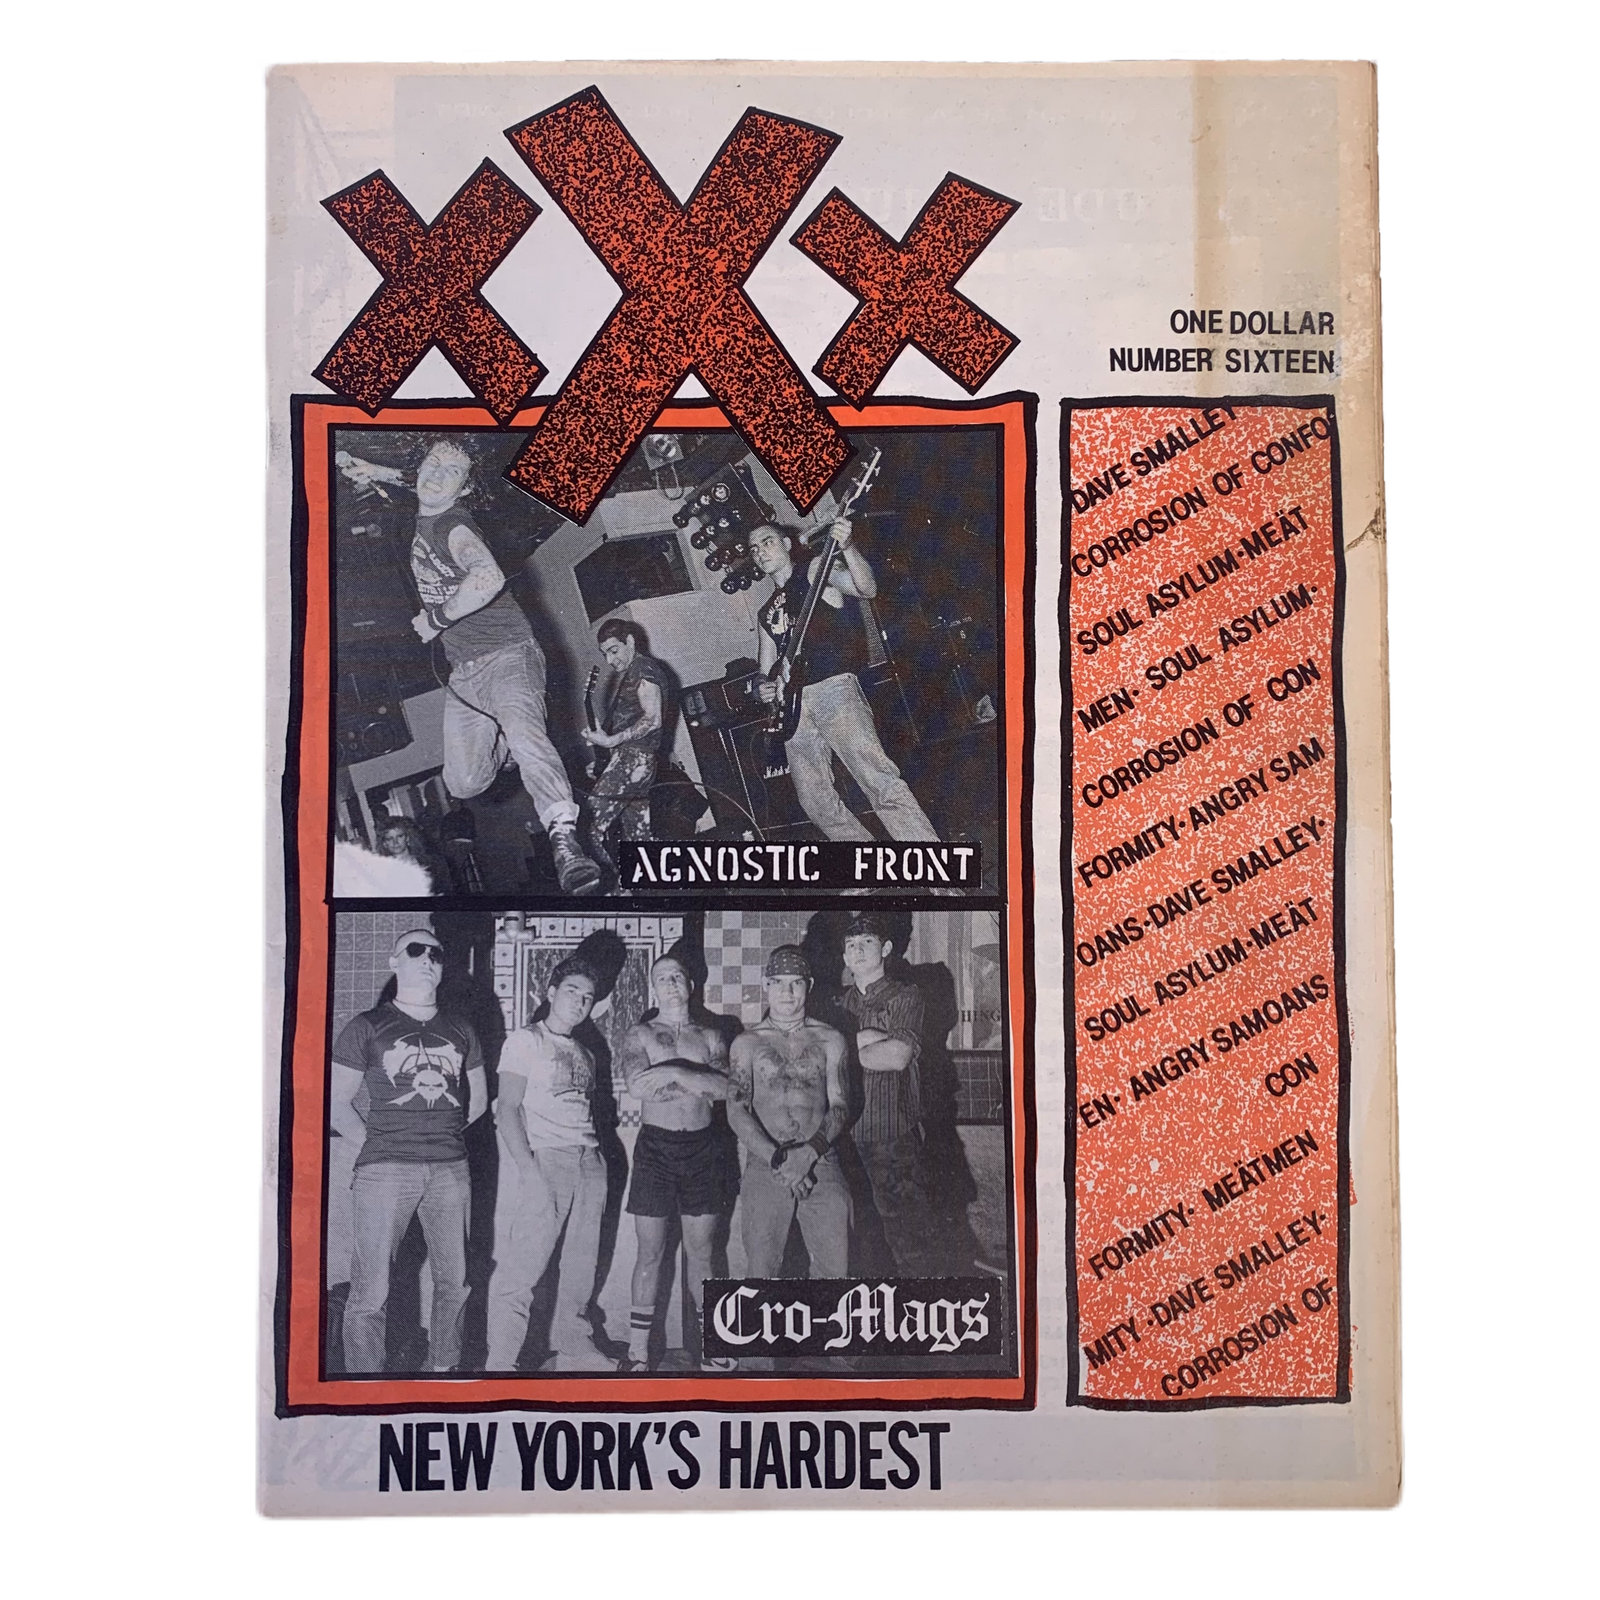 xXx
ONE DOLLAR
NUMBER SIXTEEN
AGNOSTIC FRONT
Cro-Mags
NEW YORK'S HARDEST
DAVE SMALLEY
CORROSION OF CONFO-
SOUL ASYLUM·MEÄT
MEN· SOUL ASYLUM·
CORROSION OF CON
FORMITY· ANGRY SAM
OANS·DAVE SMALLEY·
SOUL ASYLUM·MEÄT
EN· ANGRY SAMOANS
CON
FORMITY· MEÄTMEN
MITY ·DAVE SMALLEY·
CORROSION OF